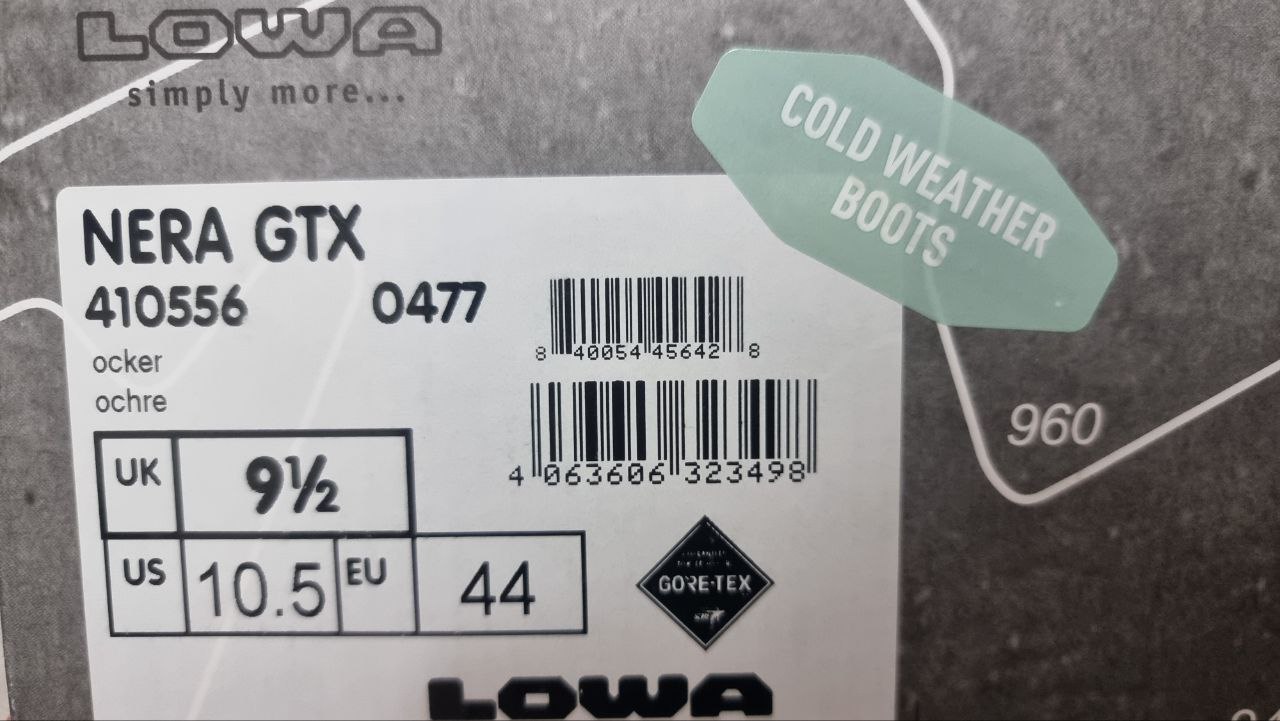 LOWA
simply more...
COLD WEATHER
BOOTS
NERA GTX
410556 0477
ocker
ochre
8 40054 45642 8
4 063606 323498
960
UK 9½
US 10.5 EU 44
GORE-TEX
LOWA